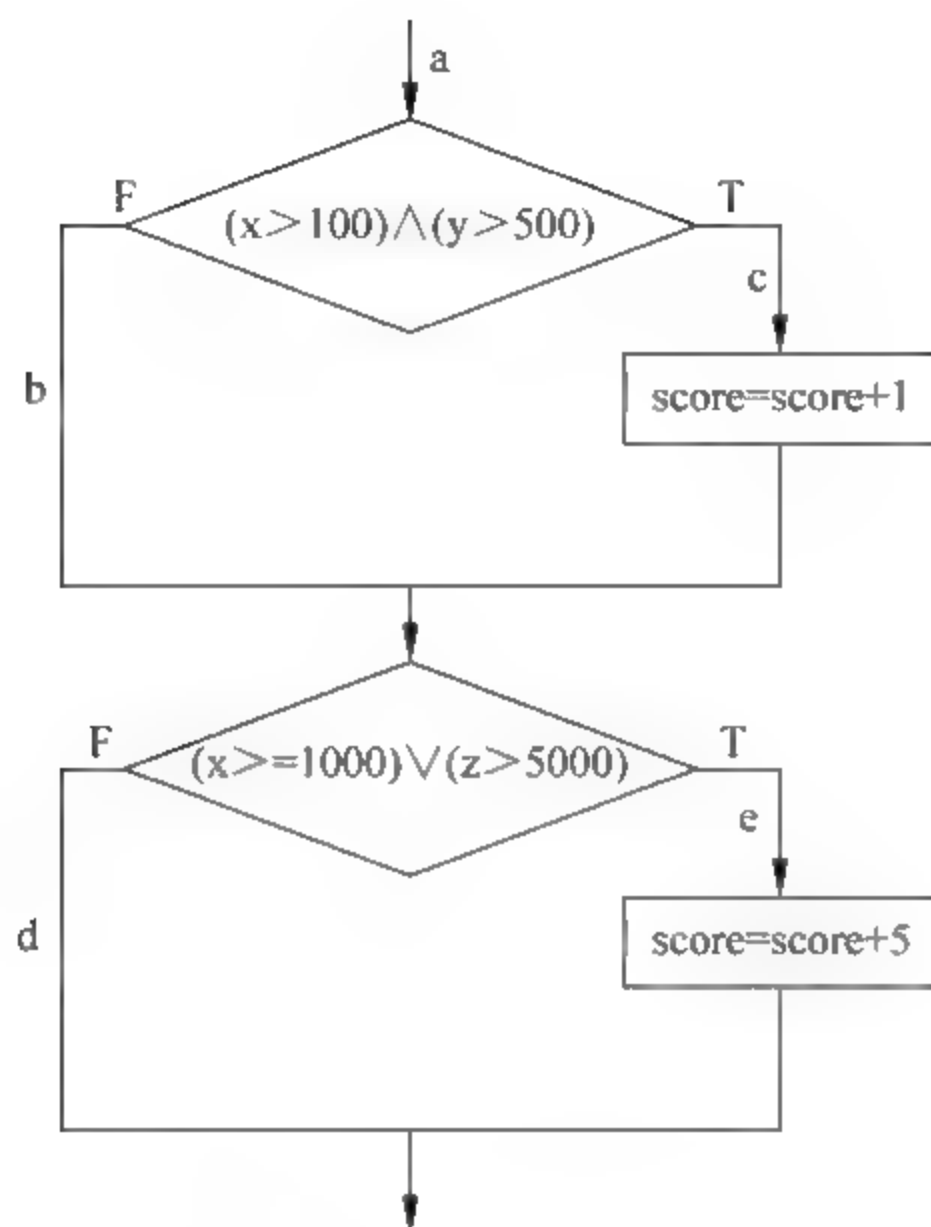 a
F
T
(x>100)∧(y>500)
c
b
score=score+1
F
T
(x>=1000)∨(z>5000)
e
d
score=score+5